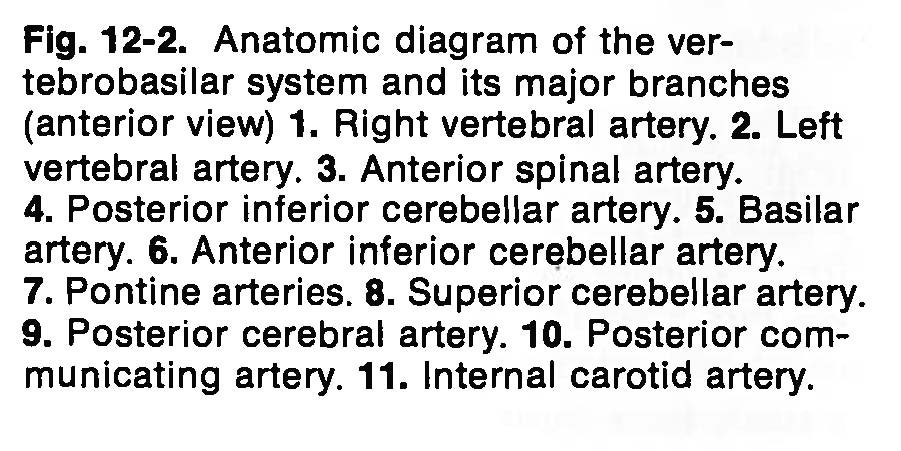 Fig. 12-2. Anatomic diagram of the ver-
tebrobasilar system and its major branches
(anterior view) 1. Right vertebral artery. 2. Left
vertebral artery. 3. Anterior spinal artery.
4. Posterior inferior cerebellar artery. 5. Basilar
artery. 6. Anterior inferior cerebellar artery.
7. Pontine arteries. 8. Superior cerebellar artery.
9. Posterior cerebral artery. 10. Posterior com-
municating artery. 11. Internal carotid artery.